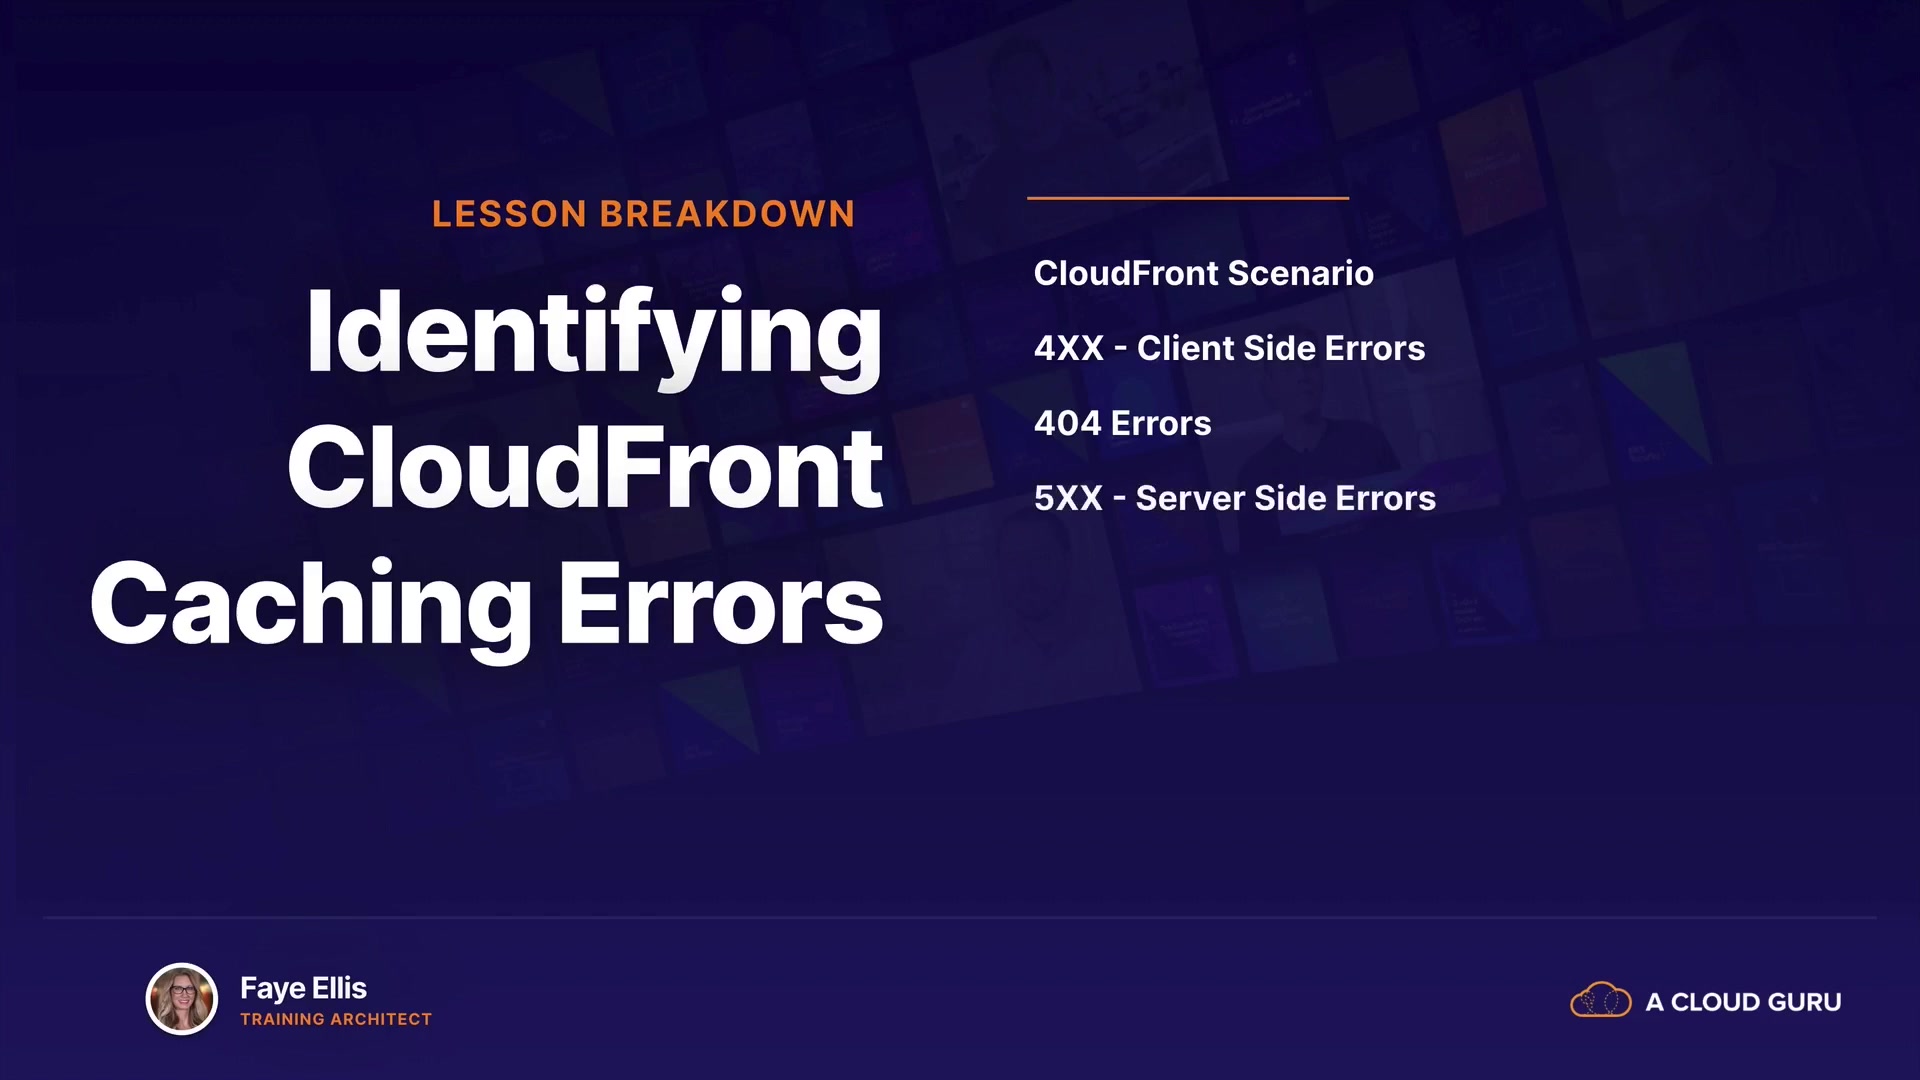 LESSON BREAKDOWN
Identifying
CloudFront
Caching Errors
CloudFront Scenario
4XX - Client Side Errors
404 Errors
5XX - Server Side Errors
Faye Ellis
TRAINING ARCHITECT
A CLOUD GURU